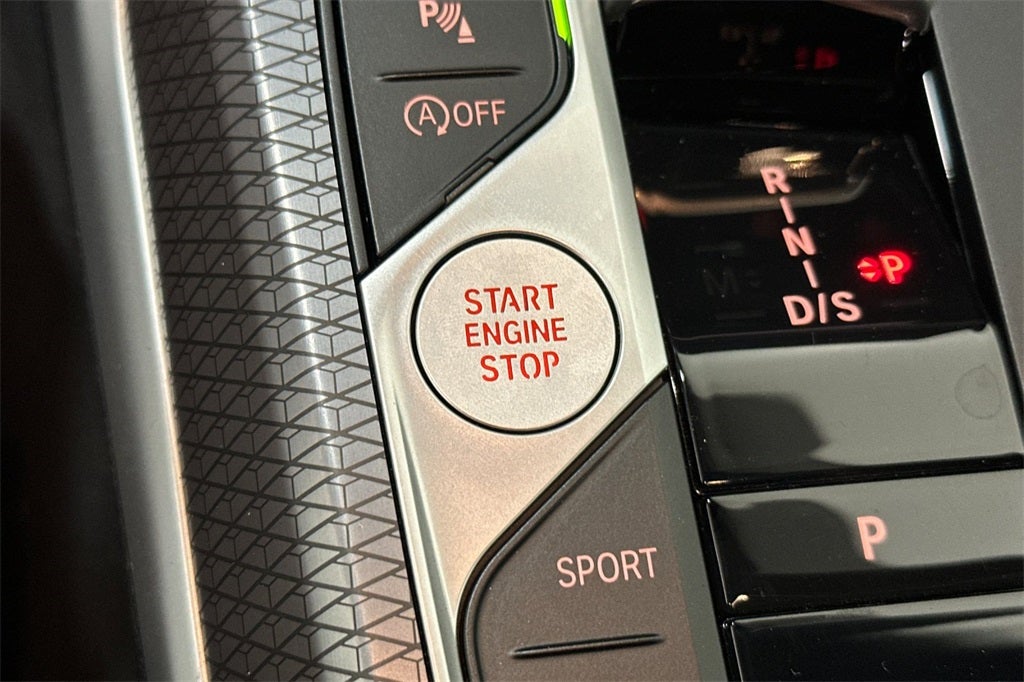 P
A OFF
START
ENGINE
STOP
SPORT
R
N
D/S
M
P
P